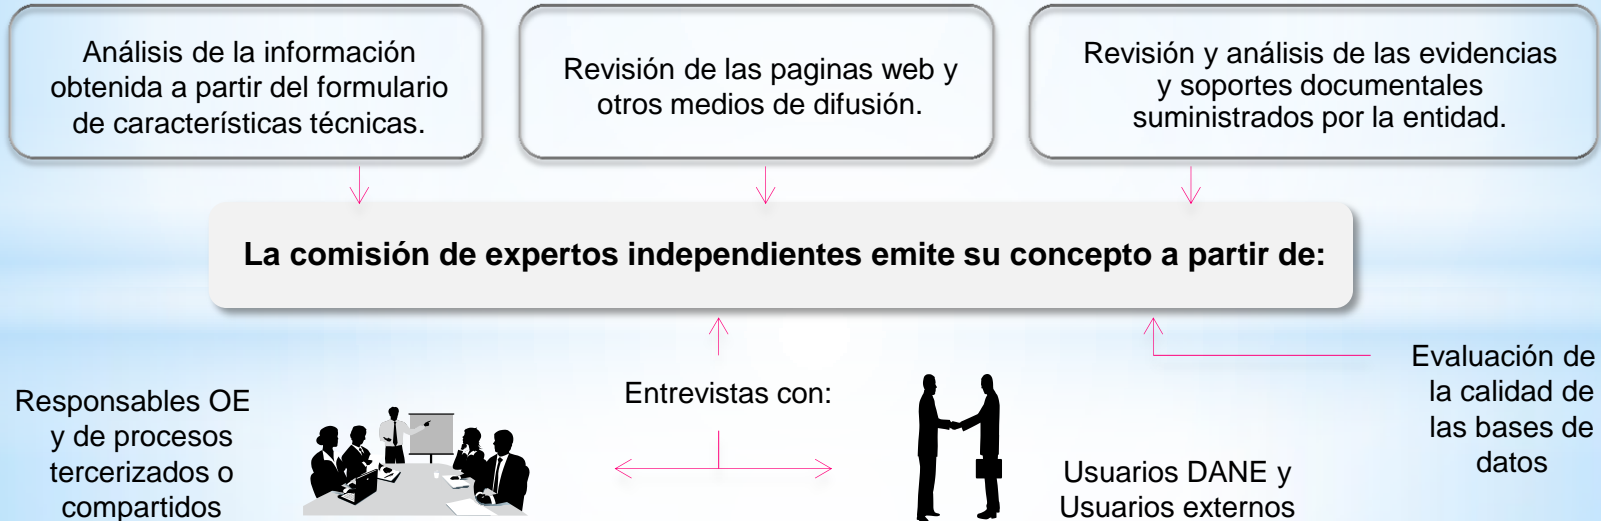 Análisis de la información
obtenida a partir del formulario
de características técnicas.
Revisión de las paginas web y
otros medios de difusión.
Revisión y análisis de las evidencias
y soportes documentales
suministrados por la entidad.
La comisión de expertos independientes emite su concepto a partir de:
Responsables OE
y de procesos
tercerizados o
compartidos
Entrevistas con:
Usuarios DANE y
Usuarios externos
Evaluación de
la calidad de
las bases de
datos